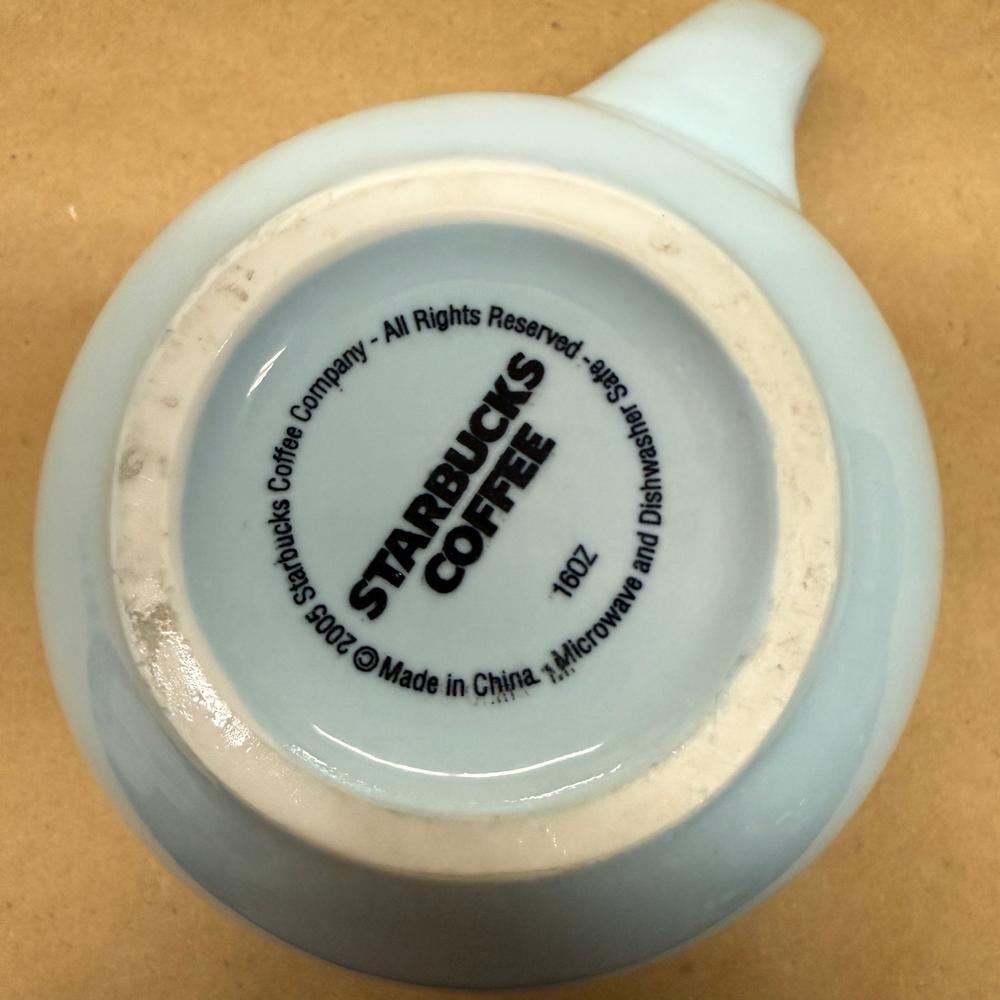 STARBUCKS
COFFEE
16OZ
© 2005 Starbucks Coffee Company - All Rights Reserved -
Made in China - Microwave and Dishwasher Safe-